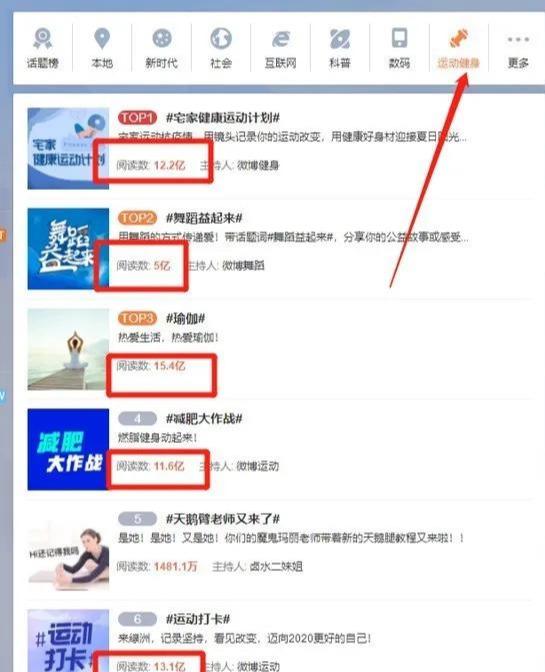 话题榜 本地 新时代 社会 互联网 科普 数码 运动健身 更多
宅家
健康运动计划
TOP1 #宅家健康运动计划#
宅家运动抗疫情，用镜头记录你的运动改变，用健康好身材迎接夏日阳光...
阅读数: 12.2亿 主持人: 微博健身
舞蹈
益起来
TOP2 #舞蹈益起来#
用舞蹈的方式传递爱！带话题词#舞蹈益起来#，分享你的公益故事或感受...
阅读数: 5亿 主持人: 微博舞蹈
TOP3 #瑜伽#
热爱生活，热爱瑜伽！
阅读数: 15.4亿
减肥
大作战
4 #减肥大作战#
燃脂健身动起来！
阅读数: 11.6亿 主持人: 微博运动
Hi还记得我吗
5 #天鹅臂老师又来了#
是她！是她！又是她！你们的魔鬼玛丽老师带着新的天鹅腿教程又来啦！！
阅读数: 1481.1万 主持人: 卤水二妹姐
#运动
打卡#
6 #运动打卡#
来绿洲，记录坚持，看见改变，迈向2020更好的自己！
阅读数: 13.1亿 主持人: 微博运动